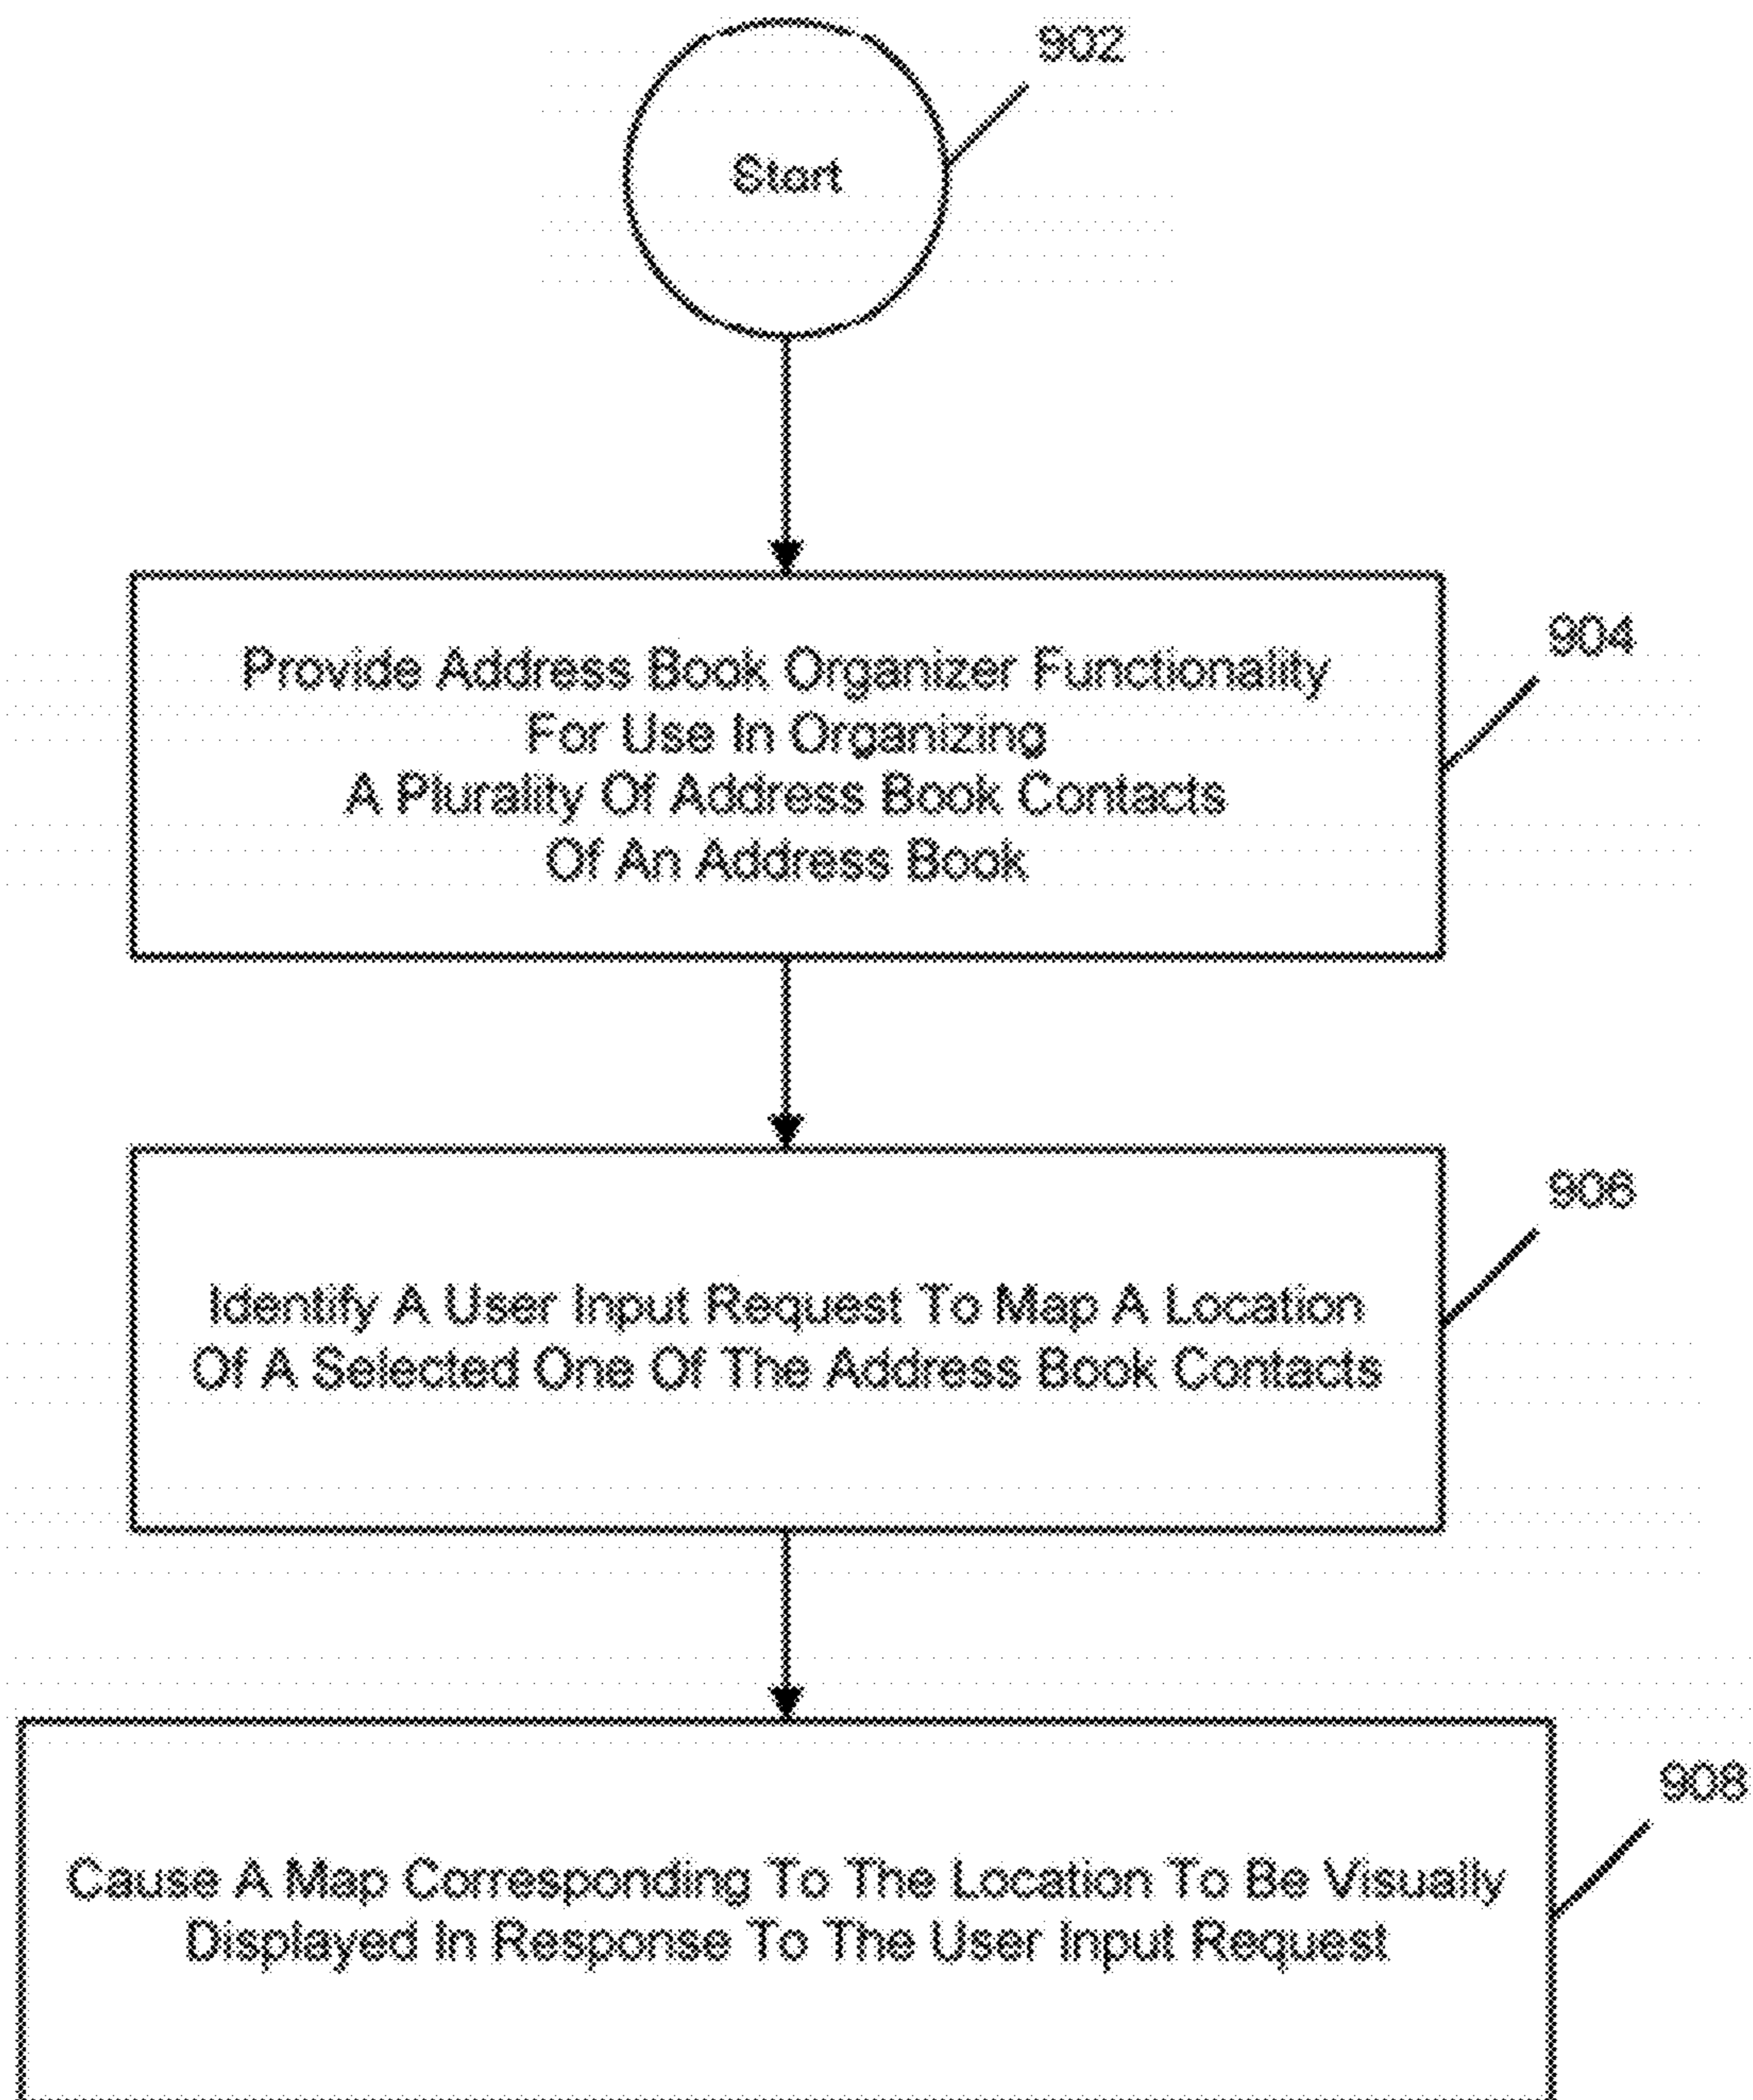 902
Start
904
Provide Address Book Organizer Functionality
For Use In Organizing
A Plurality Of Address Book Contacts
Of An Address Book
906
Identify A User Input Request To Map A Location
Of A Selected One Of The Address Book Contacts
908
Cause A Map Corresponding To The Location To Be Visually
Displayed In Response To The User Input Request